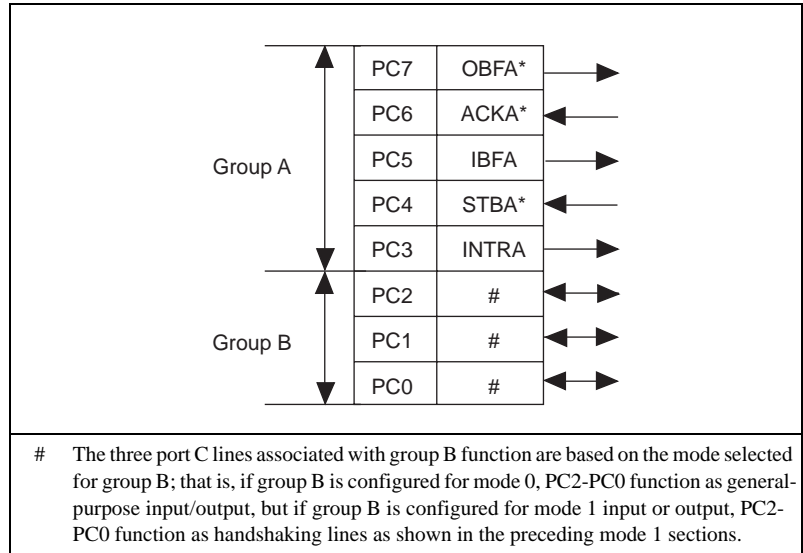 PC7 OBFA*
PC6 ACKA*
Group A PC5 IBFA
PC4 STBA*
PC3 INTRA
PC2 #
Group B PC1 #
PC0 #
# The three port C lines associated with group B function are based on the mode selected
for group B; that is, if group B is configured for mode 0, PC2-PC0 function as general-
purpose input/output, but if group B is configured for mode 1 input or output, PC2-
PC0 function as handshaking lines as shown in the preceding mode 1 sections.